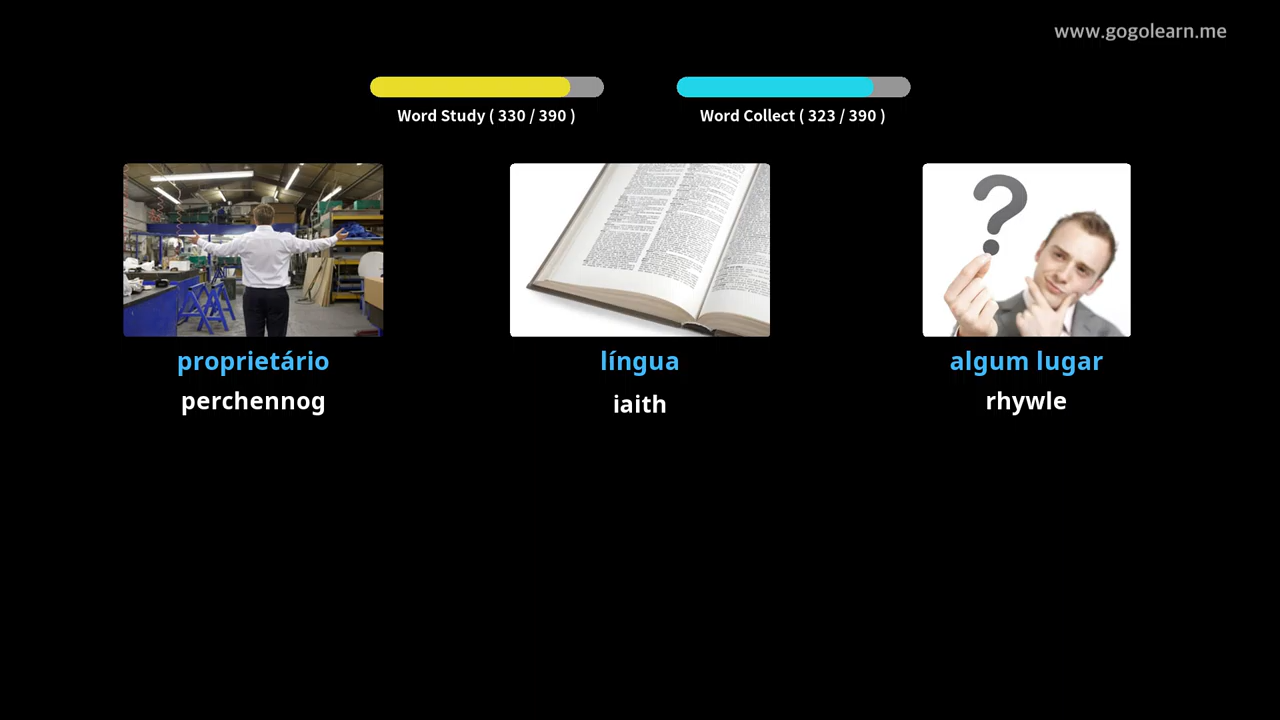 www.gogolearn.me
Word Study ( 330 / 390 )
Word Collect ( 323 / 390 )
proprietário
perchennog
língua
iaith
algum lugar
rhywle